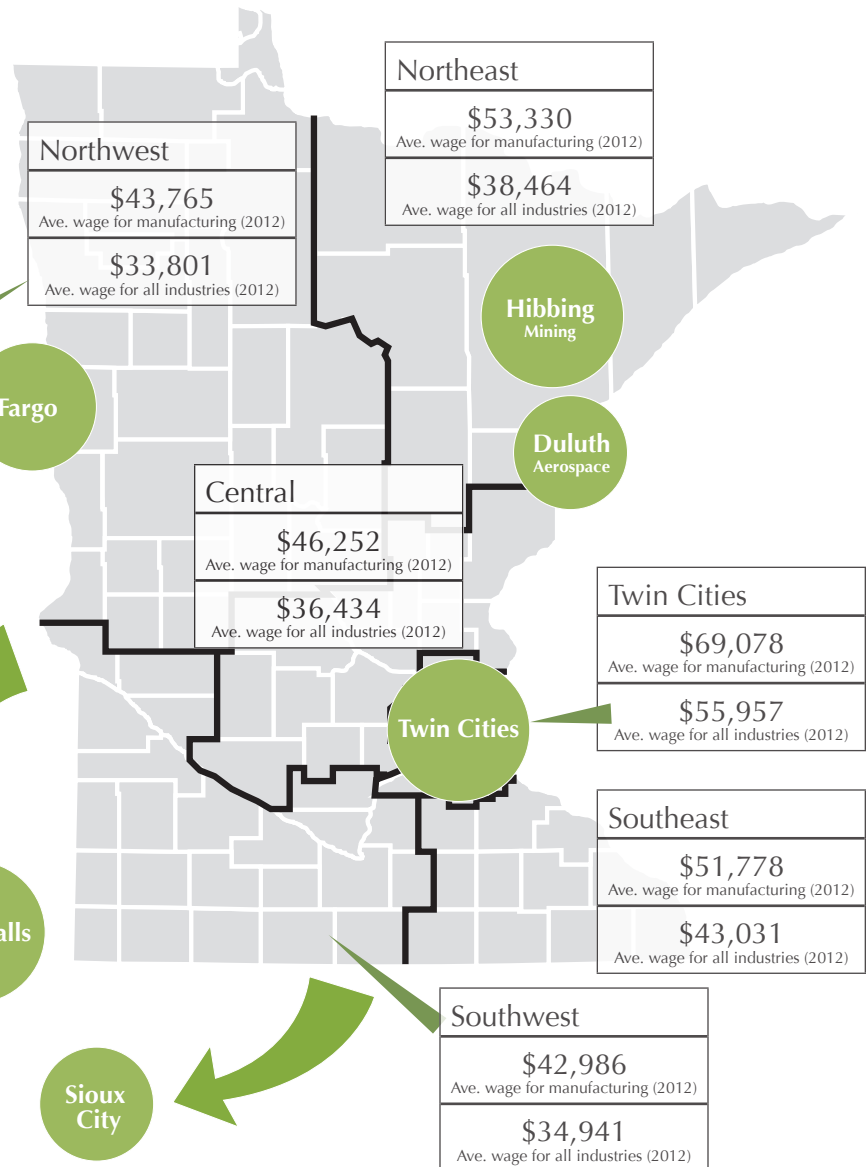 Northeast
$53,330
Ave. wage for manufacturing (2012)
$38,464
Ave. wage for all industries (2012)
Northwest
$43,765
Ave. wage for manufacturing (2012)
$33,801
Ave. wage for all industries (2012)
Hibbing
Mining
Fargo
Duluth
Aerospace
Central
$46,252
Ave. wage for manufacturing (2012)
$36,434
Ave. wage for all industries (2012)
Twin Cities
$69,078
Ave. wage for manufacturing (2012)
$55,957
Ave. wage for all industries (2012)
Twin Cities
Southeast
$51,778
Ave. wage for manufacturing (2012)
$43,031
Ave. wage for all industries (2012)
alls
Southwest
$42,986
Ave. wage for manufacturing (2012)
$34,941
Ave. wage for all industries (2012)
Sioux
City